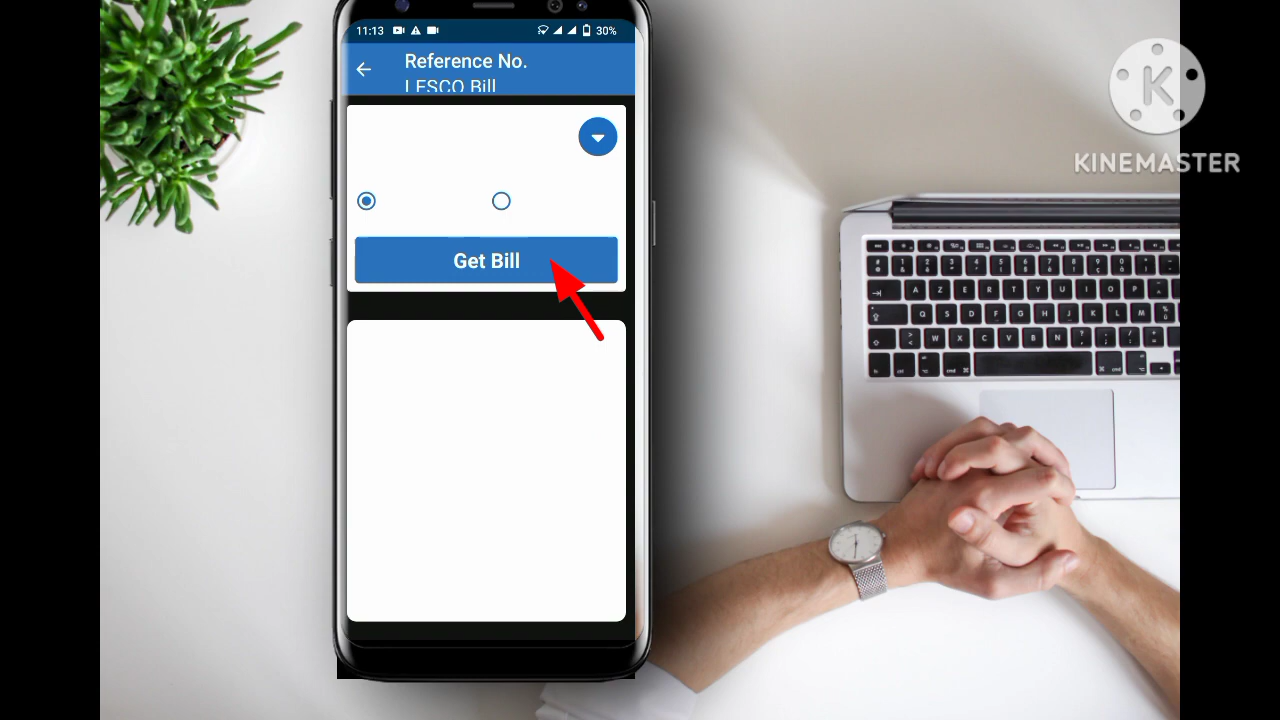 11:13
30%
Reference No.
LESCO Bill
Get Bill
K
KINEMASTER